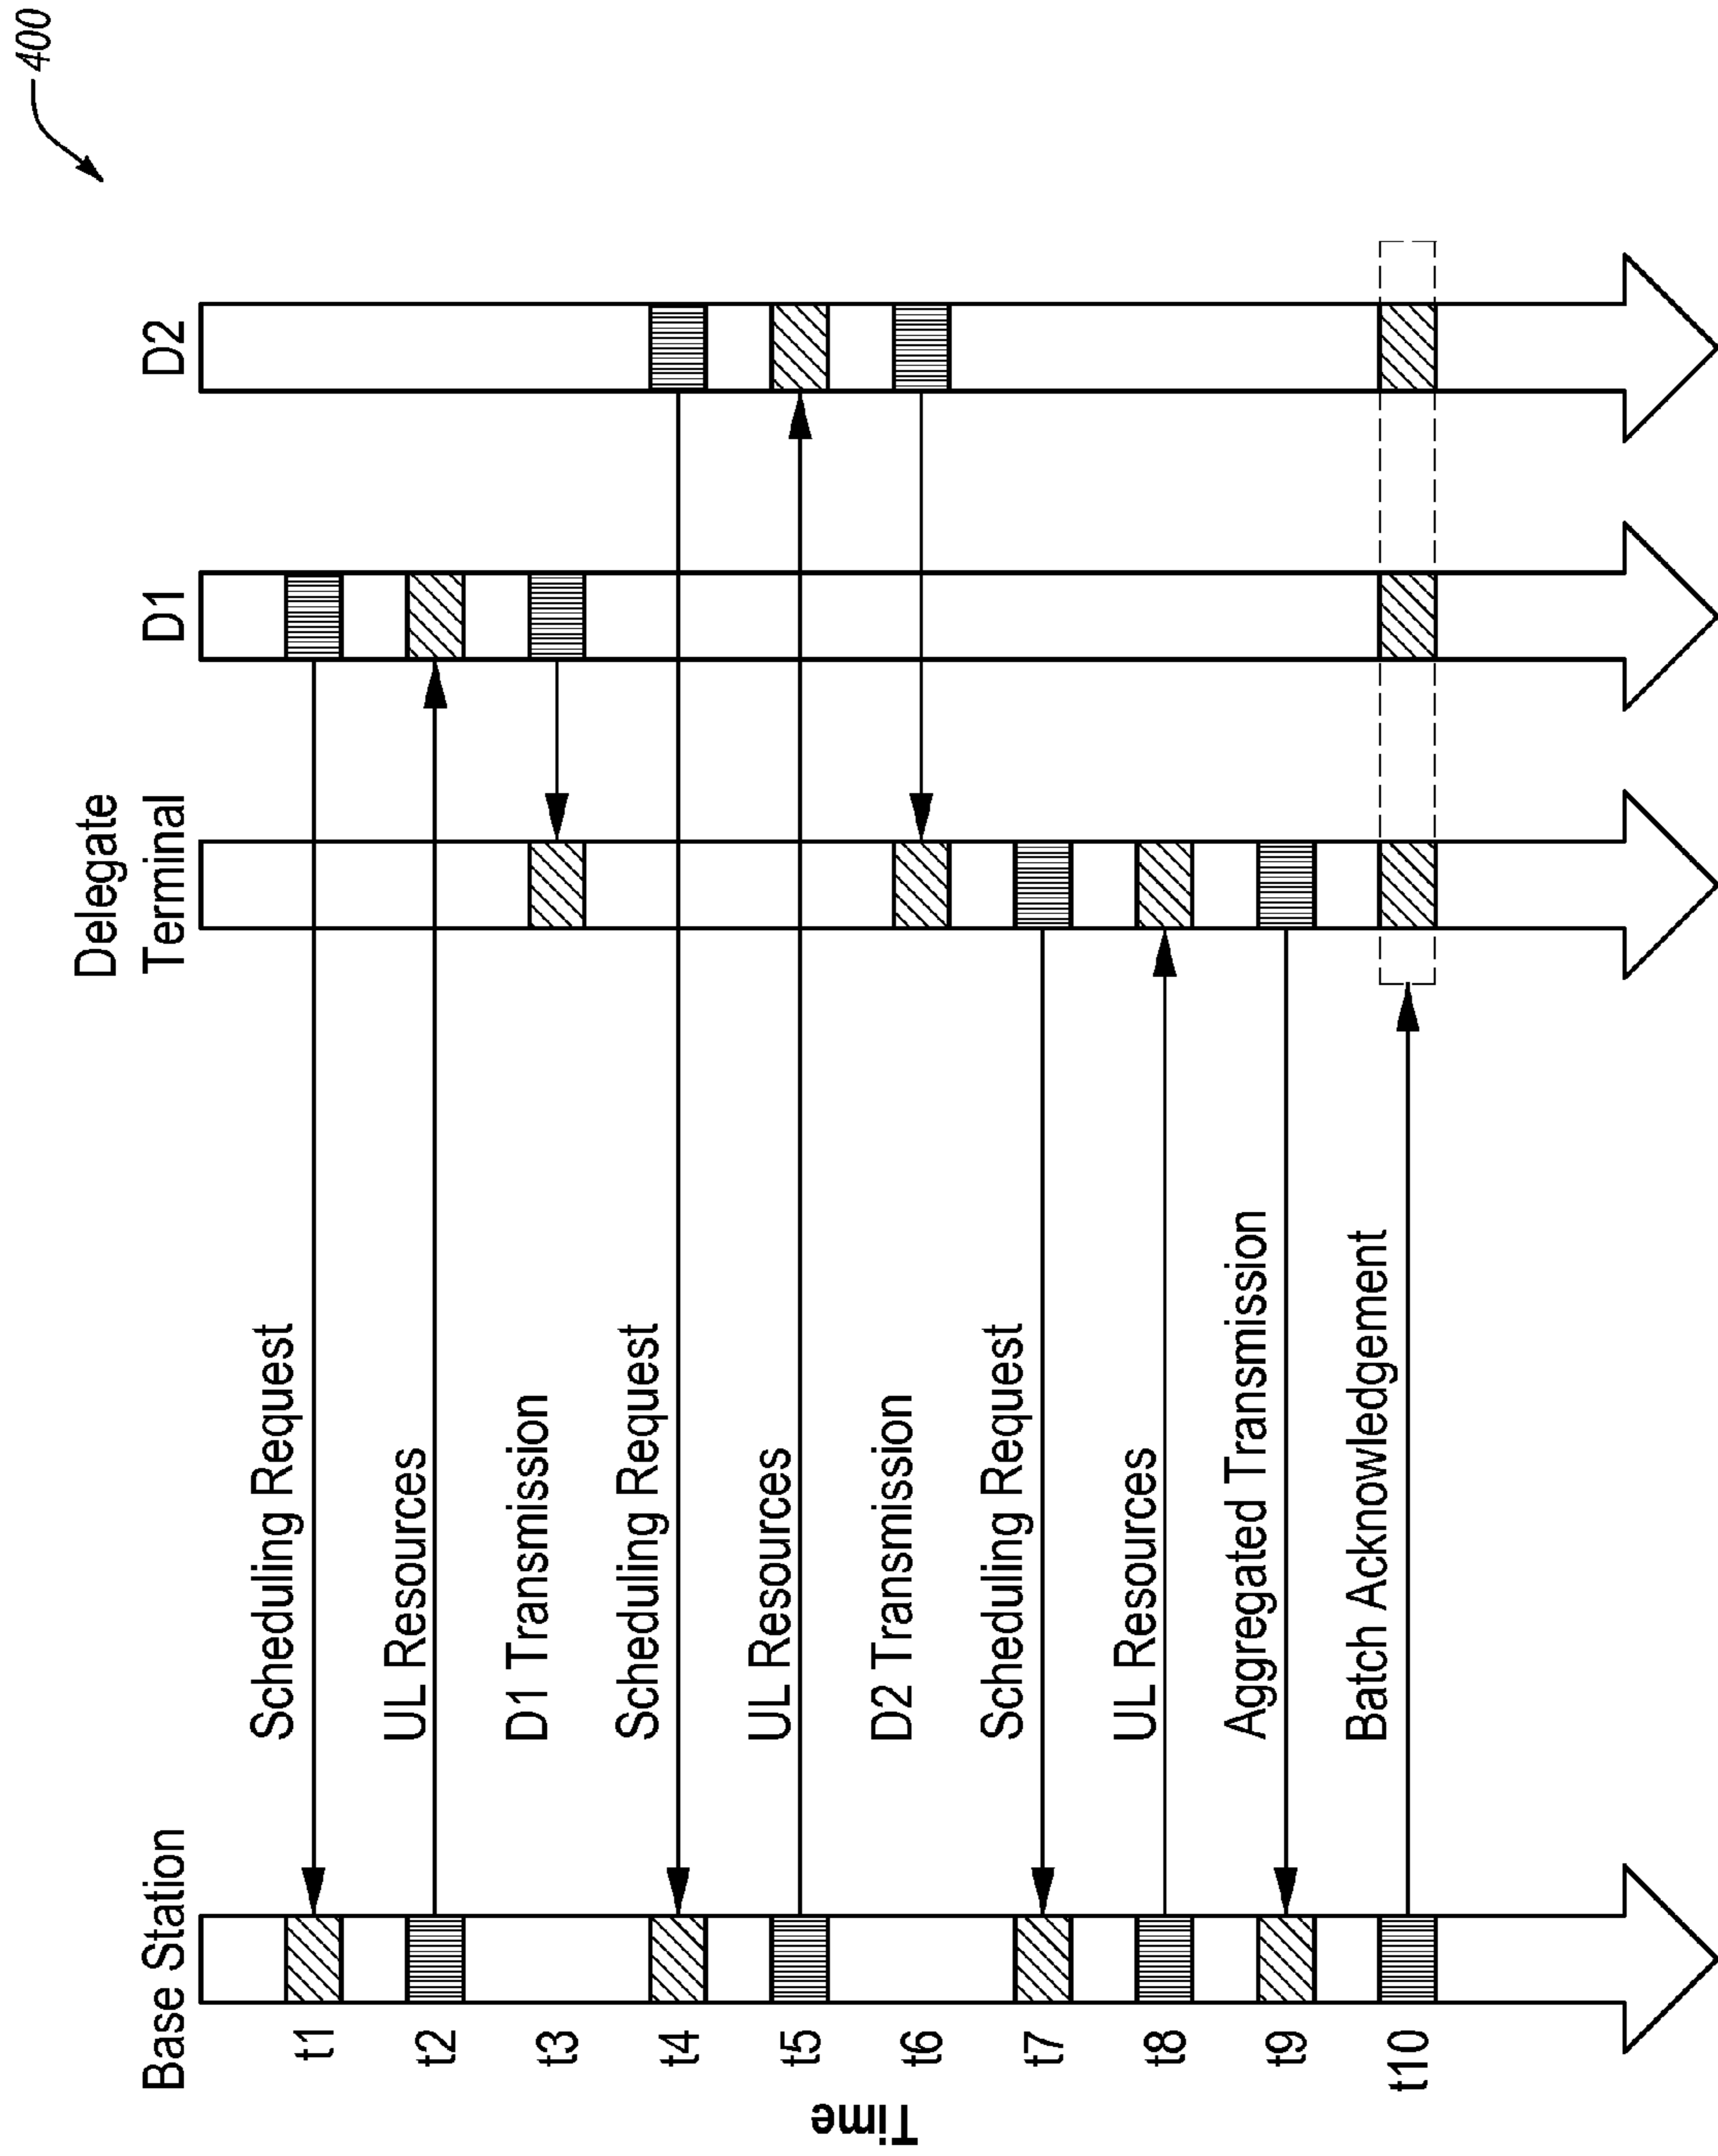 400
Base Station
Delegate
Terminal
D1
D2
Time
t1
Scheduling Request
t2
UL Resources
t3
D1 Transmission
t4
Scheduling Request
t5
UL Resources
t6
D2 Transmission
t7
Scheduling Request
t8
UL Resources
t9
Aggregated Transmission
t10
Batch Acknowledgement